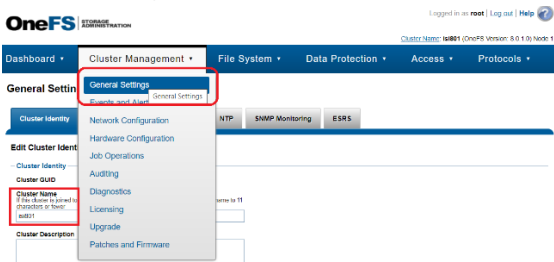 Logged in as root | Log out | Help
OneFS STORAGE ADMINISTRATION
Cluster Name: isi801 (OneFS Version: 8.0.1.0) Node 1
Dashboard Cluster Management File System Data Protection Access Protocols
General Settings
General Settin
General Settings
Events and Alert
Cluster Identity
Network Configuration
NTP SNMP Monitoring ESRS
Hardware Configuration
Edit Cluster Ident
Job Operations
Cluster Identity
Auditing
Cluster GUID
Diagnostics
Cluster Name
If this cluster is joined to
name to 11
characters or fewer.
Licensing
isi801
Upgrade
Cluster Description
Patches and Firmware